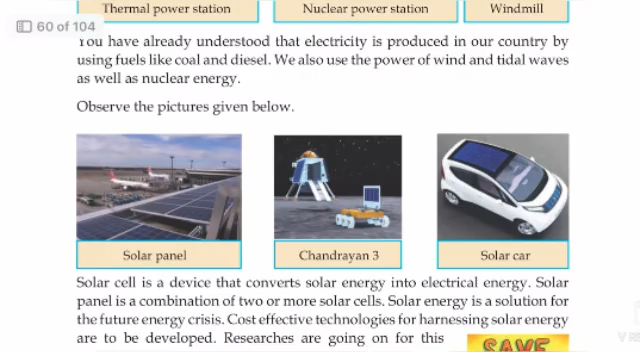 Thermal power station
Nuclear power station
Windmill
60 of 104
You have already understood that electricity is produced in our country by
using fuels like coal and diesel. We also use the power of wind and tidal waves
as well as nuclear energy.
Observe the pictures given below.
Solar panel
Chandrayan 3
Solar car
Solar cell is a device that converts solar energy into electrical energy. Solar
panel is a combination of two or more solar cells. Solar energy is a solution for
the future energy crisis. Cost effective technologies for harnessing solar energy
are to be developed. Researches are going on for this
SAVE